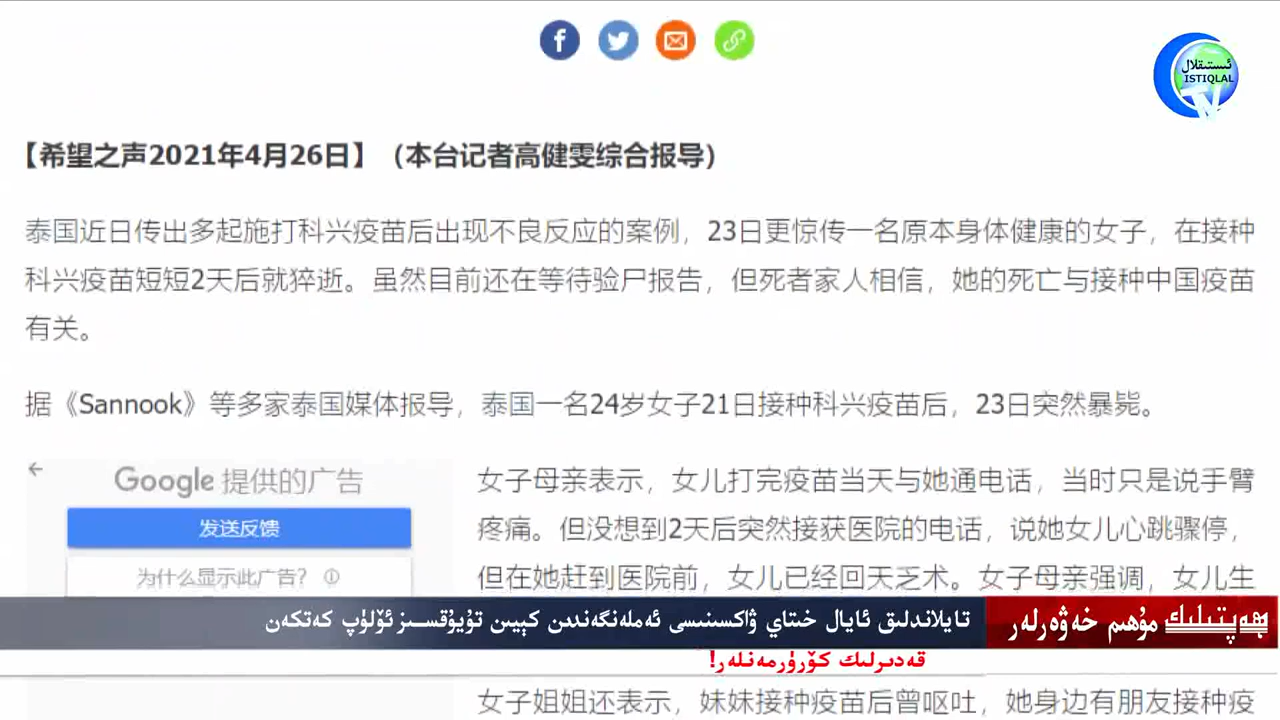 ئىستىقلال
ISTIQLAL
TV
【希望之声2021年4月26日】（本台记者高健雯综合报导）
泰国近日传出多起施打科兴疫苗后出现不良反应的案例，23日更惊传一名原本身体健康的女子，在接种
科兴疫苗短短2天后就猝逝。虽然目前还在等待验尸报告，但死者家人相信，她的死亡与接种中国疫苗
有关。
据《Sannook》等多家泰国媒体报导，泰国一名24岁女子21日接种科兴疫苗后，23日突然暴毙。
Google 提供的广告
发送反馈
为什么显示此广告？
女子母亲表示，女儿打完疫苗当天与她通电话，当时只是说手臂
疼痛。但没想到2天后突然接获医院的电话，说她女儿心跳骤停，
但在她赶到医院前，女儿已经回天乏术。女子母亲强调，女儿生
ھەپتىلىك مۇھىم خەۋەرلەر
تايلاندلىق ئايال خىتاي ۋاكسىنىسى ئەملەنگەندىن كېيىن تۇيۇقسىز ئۆلۈپ كەتكەن
قەدىرلىك كۆرۈرمەنلەر!
女子姐姐还表示，妹妹接种疫苗后曾呕吐，她身边有朋友接种疫